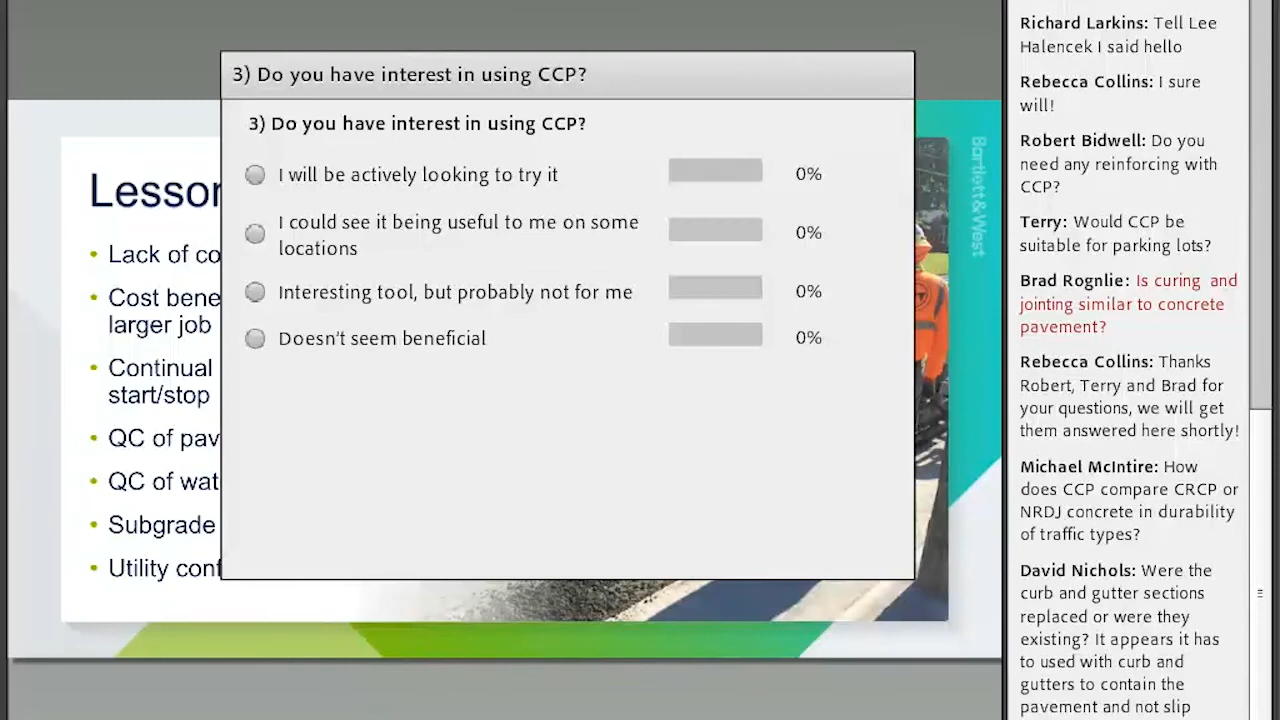 3) Do you have interest in using CCP?
3) Do you have interest in using CCP?
I will be actively looking to try it
0%
I could see it being useful to me on some
locations
0%
Interesting tool, but probably not for me
0%
Doesn't seem beneficial
0%
Lesson
• Lack of co
• Cost bene
larger job
• Continual
start/stop
• QC of pav
• QC of wat
• Subgrade
• Utility conf
Bartlett&West
Richard Larkins: Tell Lee
Halencek I said hello
Rebecca Collins: I sure
will!
Robert Bidwell: Do you
need any reinforcing with
CCP?
Terry: Would CCP be
suitable for parking lots?
Brad Rognlie: Is curing and
jointing similar to concrete
pavement?
Rebecca Collins: Thanks
Robert, Terry and Brad for
your questions, we will get
them answered here shortly!
Michael McIntire: How
does CCP compare CRCP or
NRDJ concrete in durability
of traffic types?
David Nichols: Were the
curb and gutter sections
replaced or were they
existing? It appears it has
to used with curb and
gutters to contain the
pavement and not slip